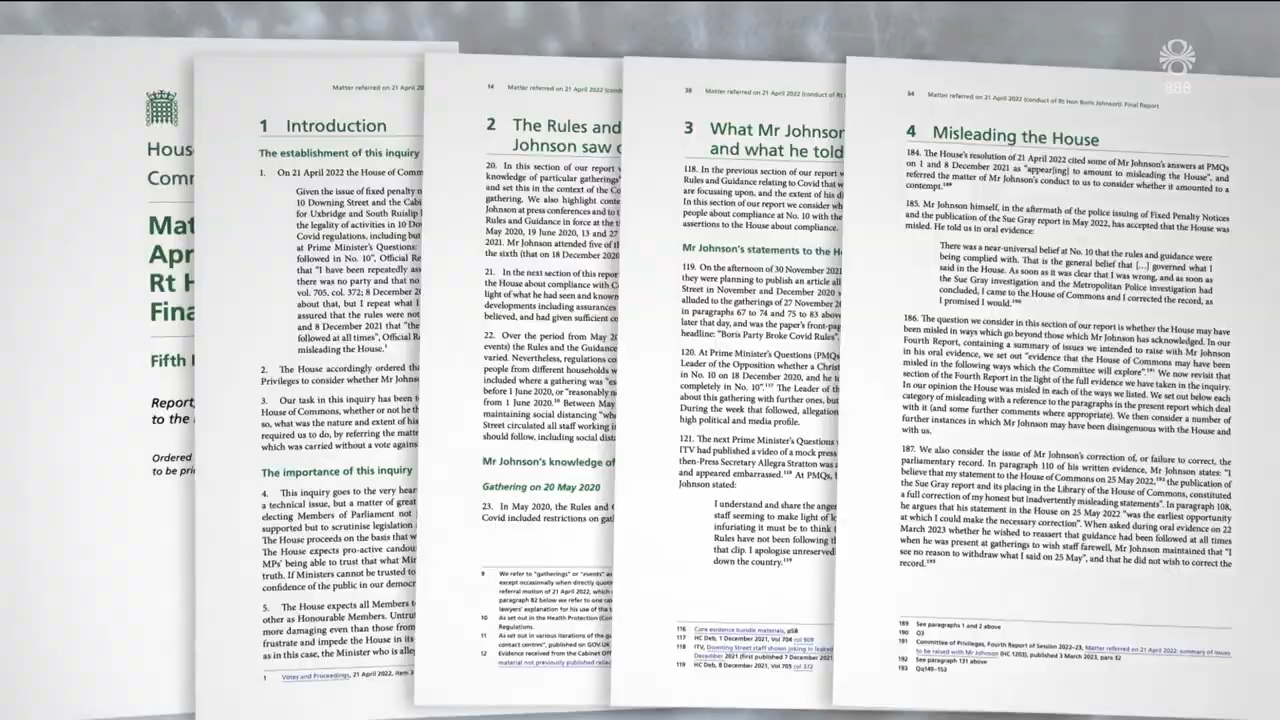 888
Hous
Comm
Mat
Apr
Rt H
Fina
Fifth
Report,
to the
Ordered
to be pri
Matter referred on 21 April 20
1 Introduction
The establishment of this inquiry
1. On 21 April 2022 the House of Com
Given the issue of fixed penalty n
10 Downing Street and the Cabi
for Uxbridge and South Ruislip
the legality of activities in 10 Do
Covid regulations, including but
at Prime Minister's Questions:
followed in No. 10", Official Re
that "I have been repeatedly ass
there was no party and that no
vol. 705, col. 372; 8 December 2
about that, but I repeat what I
assured that the rules were not
and 8 December 2021 that "the
followed at all times", Official R
misleading the House.¹
2. The House accordingly ordered tha
Privileges to consider whether Mr Johns
3. Our task in this inquiry has been t
House of Commons, whether or not he
so, what was the nature and extent of his
required us to do, by referring the matte
which was carried without a vote agains
The importance of this inquiry
4. This inquiry goes to the very hear
a technical issue, but a matter of great
electing Members of Parliament not
supported but to scrutinise legislation
The House proceeds on the basis that w
The House expects pro-active candou
MPs' being able to trust that what Min
truth. If Ministers cannot be trusted to
confidence of the public in our democr
5. The House expects all Members t
other as Honourable Members. Untrut
more damaging even than those from
frustrate and impede the House in its
as in this case, the Minister who is alleg
1 Votes and Proceedings, 21 April 2022, item 3
14 Matter referred on 21 April 2022 (cond
2 The Rules and
Johnson saw
20. In this section of our report
knowledge of particular gatherings
and set this in the context of the Co
gathering. We also highlight conte
Johnson at press conferences and to t
Rules and Guidance in force at the t
May 2020, 19 June 2020, 13 and 27
2021. Mr Johnson attended five of t
the sixth (that on 18 December 2020
21. In the next section of this repor
the House about compliance with C
light of what he had seen and known
developments including assurances
believed, and had given sufficient co
22. Over the period from May 20
events) the Rules and the Guidance
varied. Nevertheless, regulations co
people from different households w
included where a gathering was "es
before 1 June 2020, or "reasonably n
from 1 June 2020.¹⁰ Between May
maintaining social distancing "whe
Street circulated all staff working i
should follow, including social dista
Mr Johnson's knowledge of
Gathering on 20 May 2020
23. In May 2020, the Rules and G
Covid included restrictions on gath
9 We refer to "gatherings" or "events" as
except occasionally when directly quoti
referral motion of 21 April 2022, which
paragraph 82 below we refer to one oc
lawyers' explanation for his use of the
10 As set out in the Health Protection (Cor
Regulations.
11 As set out in various iterations of the gu
contact centres", published on GOV.UK
12 Evidence received from the Cabinet Off
material not previously published relat
38 Matter referred on 21 April 2022 (conduct of Rt
3 What Mr Johnson
and what he told
118. In the previous section of our report w
Rules and Guidance relating to Covid that w
are focussing upon, and the extent of his di
In this section of our report we consider wh
people about compliance at No. 10 with the
assertions to the House about compliance.
Mr Johnson's statements to the H
119. On the afternoon of 30 November 2021
they were planning to publish an article all
Street in November and December 2020
alluded to the gatherings of 27 November 2
in paragraphs 67 to 74 and 75 to 83 above
later that day, and was the paper's front-pag
headline: "Boris Party Broke Covid Rules".
120. At Prime Minister's Questions (PMQs
Leader of the Opposition whether a Christ
in No. 10 on 18 December 2020, and he to
completely in No. 10".¹¹⁷ The Leader of th
about this gathering with further ones, but
During the week that followed, allegation
high political and media profile.
121. The next Prime Minister's Questions
ITV had published a video of a mock press
then-Press Secretary Allegra Stratton was
and appeared embarrassed.¹¹⁸ At PMQs, I
Johnson stated:
I understand and share the anger
staff seeming to make light of lo
infuriating it must be to think t
Rules have not been following th
that clip. I apologise unreserved
down the country.¹¹⁹
116 Core evidence bundle materials, p58
117 HC Deb, 1 December 2021, Vol 704 col 909
118 ITV, Downing Street staff shown joking in leaked
December 2021 (first published 7 December 2021
119 HC Deb, 8 December 2021, Vol 705 col 372
54 Matter referred on 21 April 2022 (conduct of Rt Hon Boris Johnson): Final Report
4 Misleading the House
184. The House's resolution of 21 April 2022 cited some of Mr Johnson's answers at PMQs
on 1 and 8 December 2021 as "appear[ing] to amount to misleading the House", and
referred the matter of Mr Johnson's conduct to us to consider whether it amounted to a
contempt.¹⁸⁹
185. Mr Johnson himself, in the aftermath of the police issuing of Fixed Penalty Notices
and the publication of the Sue Gray report in May 2022, has accepted that the House was
misled. He told us in oral evidence:
There was a near-universal belief at No. 10 that the rules and guidance were
being complied with. That is the general belief that [...] governed what I
said in the House. As soon as it was clear that I was wrong, and as soon as
the Sue Gray investigation and the Metropolitan Police investigation had
concluded, I came to the House of Commons and I corrected the record, as
I promised I would.¹⁹⁰
186. The question we consider in this section of our report is whether the House may have
been misled in ways which go beyond those which Mr Johnson has acknowledged. In our
Fourth Report, containing a summary of issues we intended to raise with Mr Johnson
in his oral evidence, we set out "evidence that the House of Commons may have been
misled in the following ways which the Committee will explore".¹⁹¹ We now revisit that
section of the Fourth Report in the light of the full evidence we have taken in the inquiry.
In our opinion the House was misled in each of the ways we listed. We set out below each
category of misleading with a reference to the paragraphs in the present report which deal
with it (and some further comments where appropriate). We then consider a number of
further instances in which Mr Johnson may have been disingenuous with the House and
with us.
187. We also consider the issue of Mr Johnson's correction of, or failure to correct, the
parliamentary record. In paragraph 110 of his written evidence, Mr Johnson states: "I
believe that my statement to the House of Commons on 25 May 2022,¹⁹² the publication of
the Sue Gray report and its placing in the Library of the House of Commons, constituted
a full correction of my honest but inadvertently misleading statements". In paragraph 108,
he argues that his statement in the House on 25 May 2022 "was the earliest opportunity
at which I could make the necessary correction". When asked during oral evidence on 22
March 2023 whether he wished to reassert that guidance had been followed at all times
when he was present at gatherings to wish staff farewell, Mr Johnson maintained that "I
see no reason to withdraw what I said on 25 May", and that he did not wish to correct the
record.¹⁹³
189 See paragraphs 1 and 2 above
190 Q3
191 Committee of Privileges, Fourth Report of Session 2022–23, Matter referred on 21 April 2022: summary of issues
to be raised with Mr Johnson (HC 1203), published 3 March 2023, para 32
192 See paragraph 131 above
193 Qq149–153